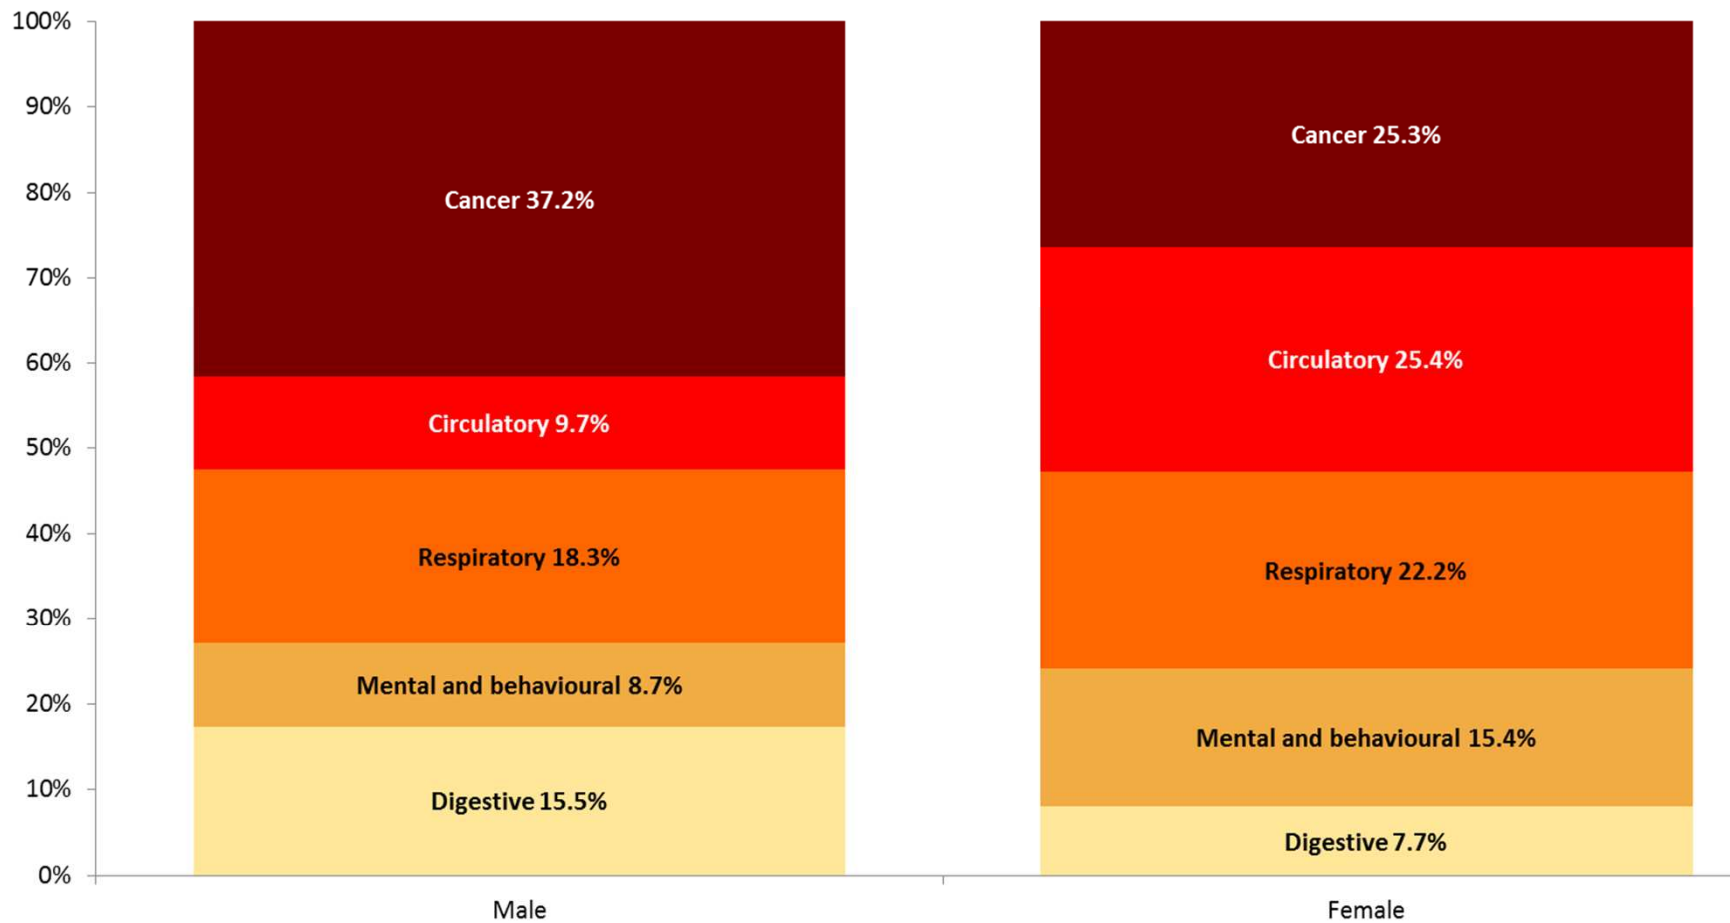 100%
90%
80%
70%
60%
50%
40%
30%
20%
10%
0%
Cancer 37.2%
Circulatory 9.7%
Respiratory 18.3%
Mental and behavioural 8.7%
Digestive 15.5%
Cancer 25.3%
Circulatory 25.4%
Respiratory 22.2%
Mental and behavioural 15.4%
Digestive 7.7%
Male
Female